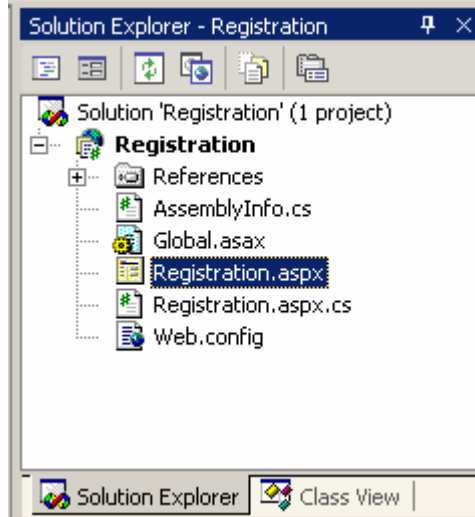 Solution Explorer - Registration
Solution 'Registration' (1 project)
Registration
References
AssemblyInfo.cs
Global.asax
Registration.aspx
Registration.aspx.cs
Web.config
Solution Explorer Class View